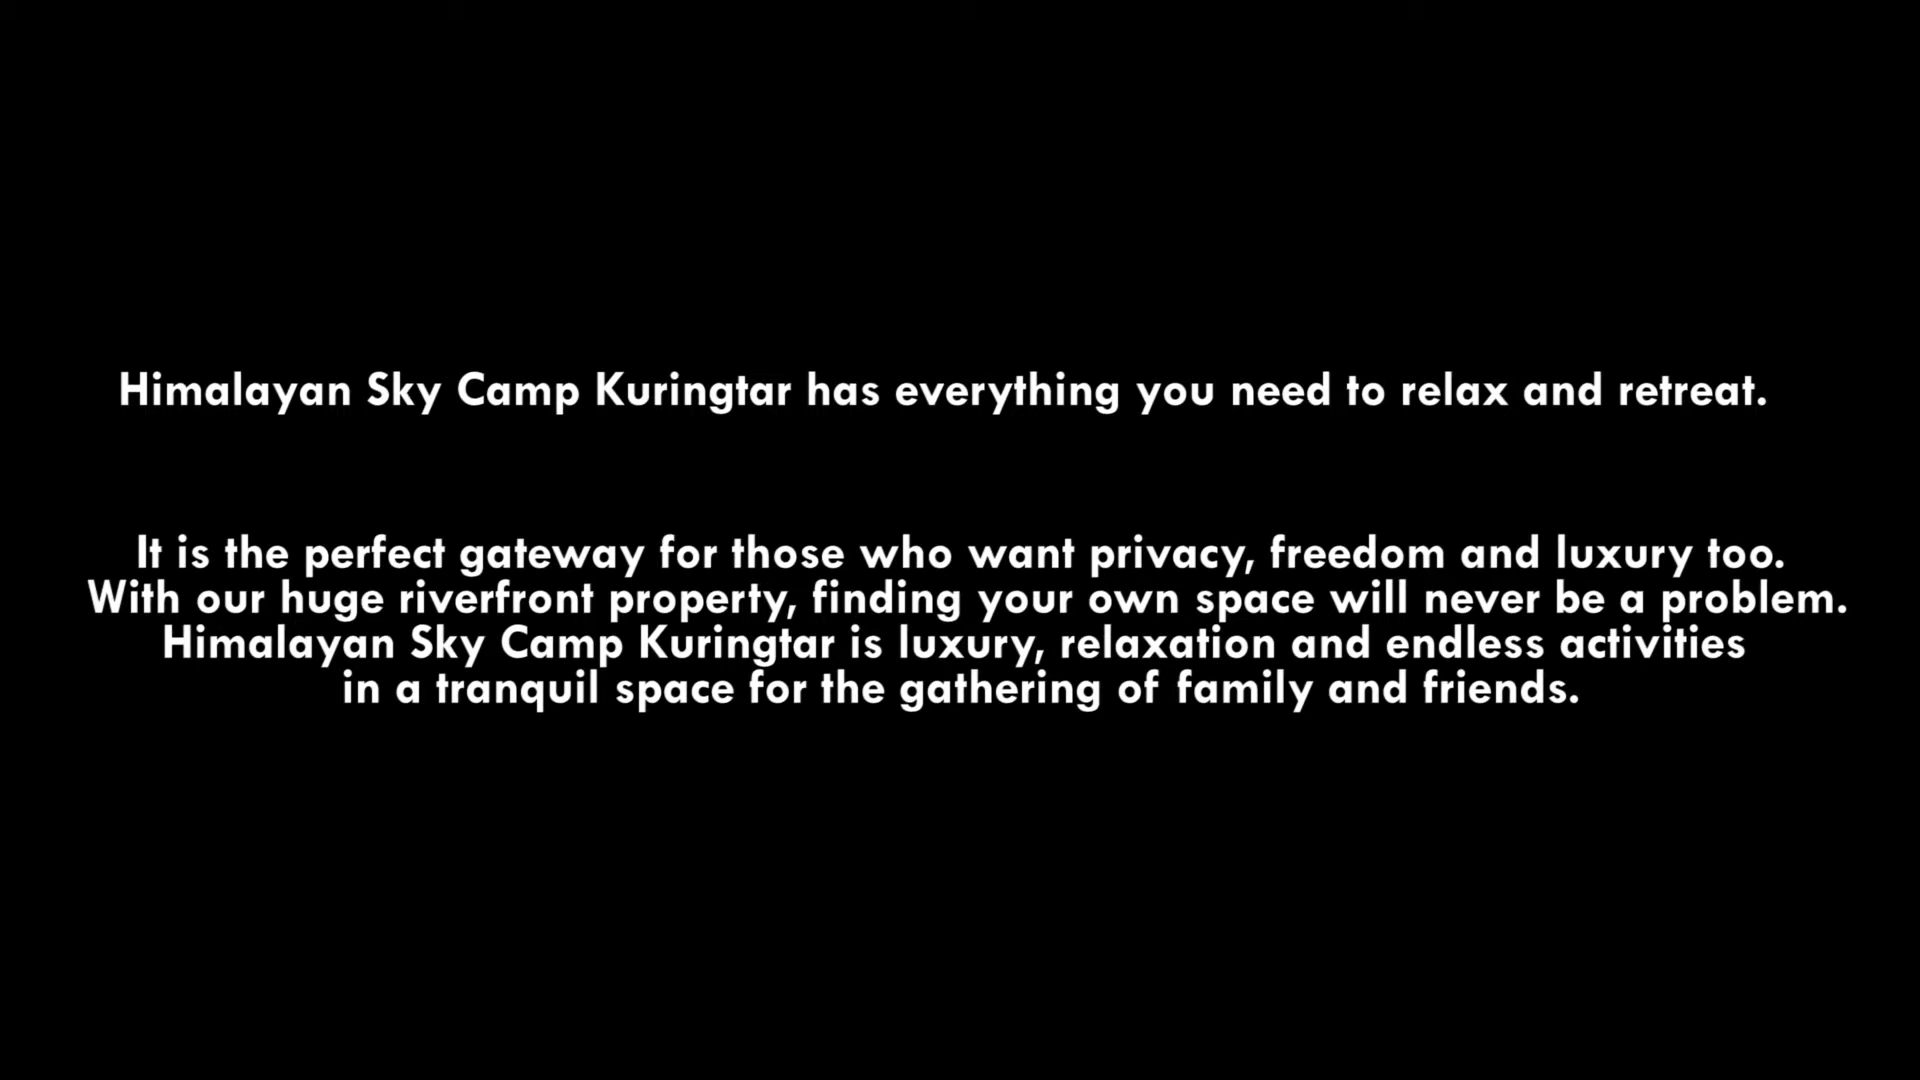 Himalayan Sky Camp Kuringtar has everything you need to relax and retreat.
It is the perfect gateway for those who want privacy, freedom and luxury too.
With our huge riverfront property, finding your own space will never be a problem.
Himalayan Sky Camp Kuringtar is luxury, relaxation and endless activities
in a tranquil space for the gathering of family and friends.